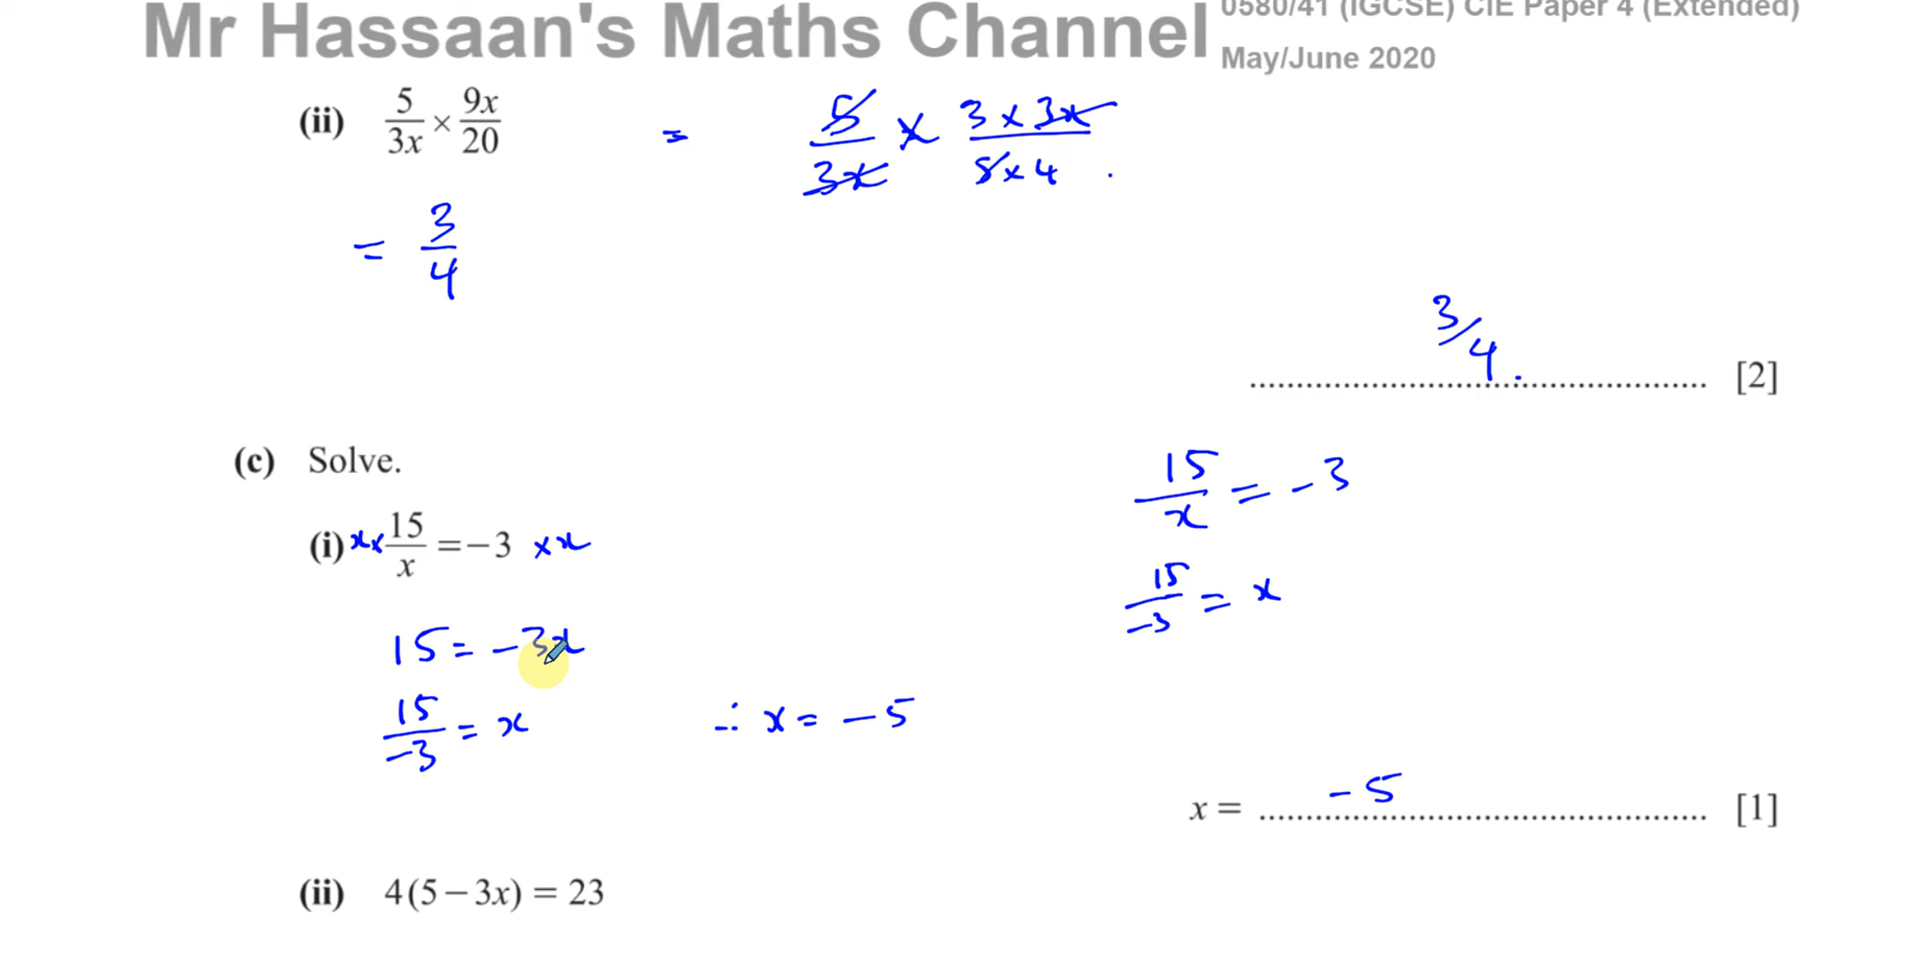 Mr Hassaan's Maths Channel
0580/41 (IGSCE) CIE Paper 4 (Extended)
May/June 2020
(ii) 5/3x × 9x/20 = 5/3x × 3 × 3x/5 × 4 .
= 3/4
3/4. [2]
(c) Solve.
15/x = -3
(i) x× 15/x = -3 ×x
15/-3 = x
15 = -3x
15/-3 = x ∴ x = -5
x = -5 [1]
(ii) 4(5 - 3x) = 23